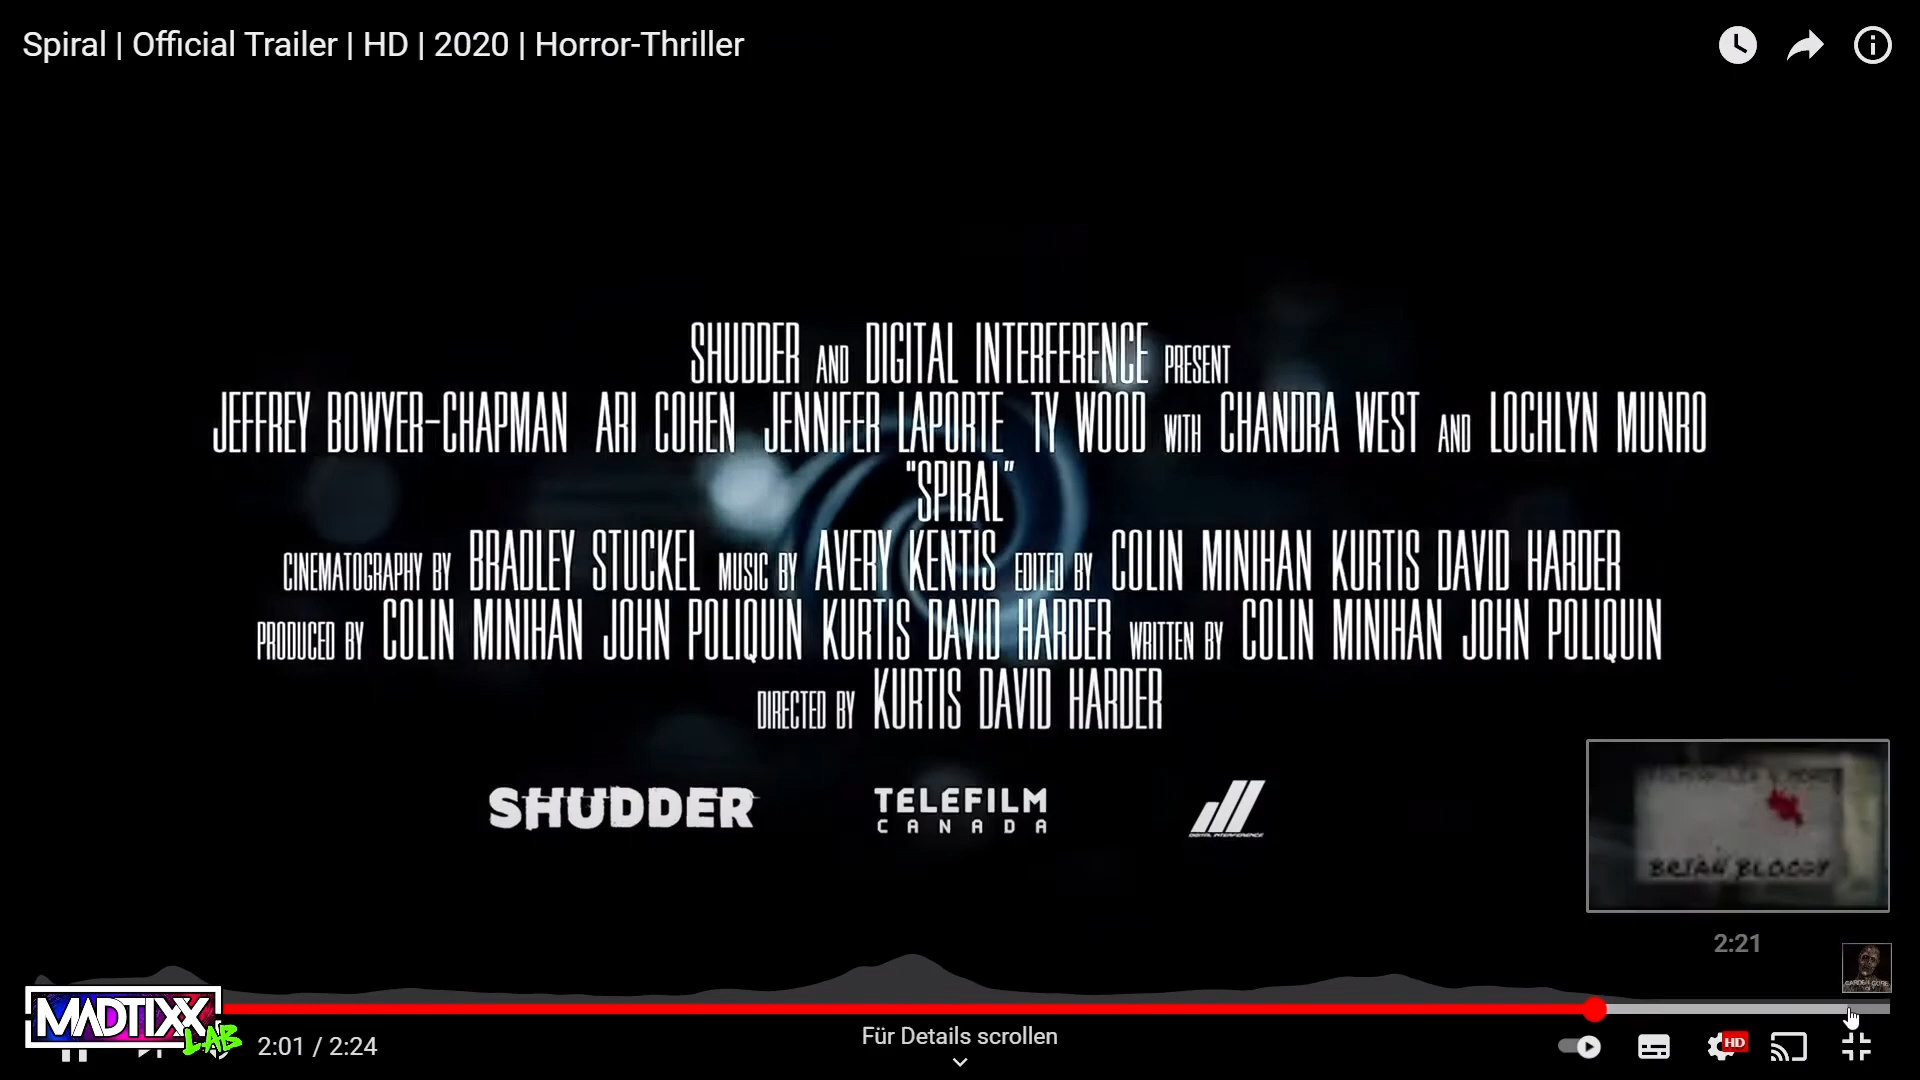 Spiral | Official Trailer | HD | 2020 | Horror-Thriller
SHUDDER AND DIGITAL INTERFERENCE PRESENT
JEFFREY BOWYER-CHAPMAN ARI COHEN JENNIFER LAPORTE TY WOOD WITH CHANDRA WEST AND LOCHLYN MUNRO
"SPIRAL"
CINEMATOGRAPHY BY BRADLEY STUCKEL MUSIC BY AVERY KENTIS EDITED BY COLIN MINIHAN KURTIS DAVID HARDER
PRODUCED BY COLIN MINIHAN JOHN POLIQUIN KURTIS DAVID HARDER WRITTEN BY COLIN MINIHAN JOHN POLIQUIN
DIRECTED BY KURTIS DAVID HARDER
SHUDDER
TELEFILM
CANADA
DIGITAL INTERFERENCE
BRIAN BLOODY
2:21
MADTIXX
LAB
2:01 / 2:24
Für Details scrollen
HD